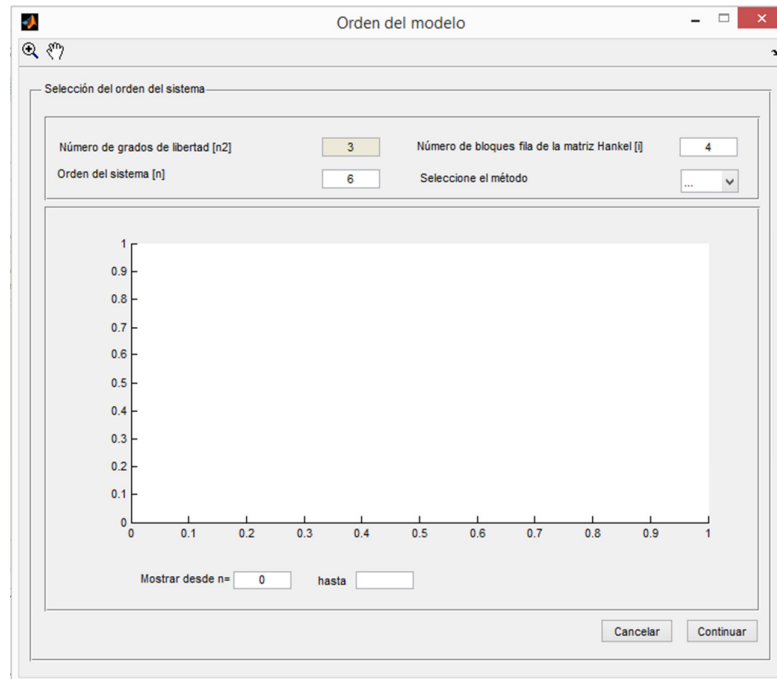 Orden del modelo
Selección del orden del sistema
Número de grados de libertad [n2] 3 Número de bloques fila de la matriz Hankel [i] 4
Orden del sistema [n] 6 Seleccione el método ...
1
0.9
0.8
0.7
0.6
0.5
0.4
0.3
0.2
0.1
0
0 0.1 0.2 0.3 0.4 0.5 0.6 0.7 0.8 0.9 1
Mostrar desde n= 0 hasta
Cancelar Continuar